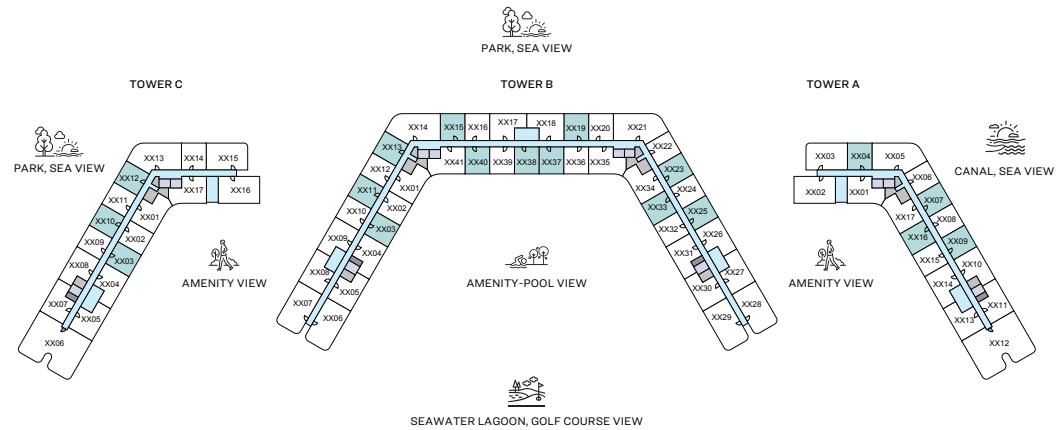 PARK, SEA VIEW
TOWER C
TOWER B
TOWER A
PARK, SEA VIEW
CANAL, SEA VIEW
AMENITY VIEW
AMENITY-POOL VIEW
AMENITY VIEW
SEAWATER LAGOON, GOLF COURSE VIEW
XX13
XX14
XX15
XX12
XX17
XX16
XX11
XX01
XX10
XX02
XX09
XX03
XX08
XX04
XX07
XX05
XX06
XX14
XX15
XX16
XX17
XX18
XX19
XX20
XX21
XX13
XX41
XX40
XX39
XX38
XX37
XX36
XX35
XX22
XX12
XX01
XX34
XX23
XX11
XX02
XX33
XX24
XX10
XX03
XX32
XX25
XX09
XX04
XX31
XX26
XX08
XX05
XX30
XX27
XX07
XX06
XX29
XX28
XX03
XX04
XX05
XX02
XX01
XX06
XX17
XX07
XX16
XX08
XX15
XX09
XX14
XX10
XX13
XX11
XX12